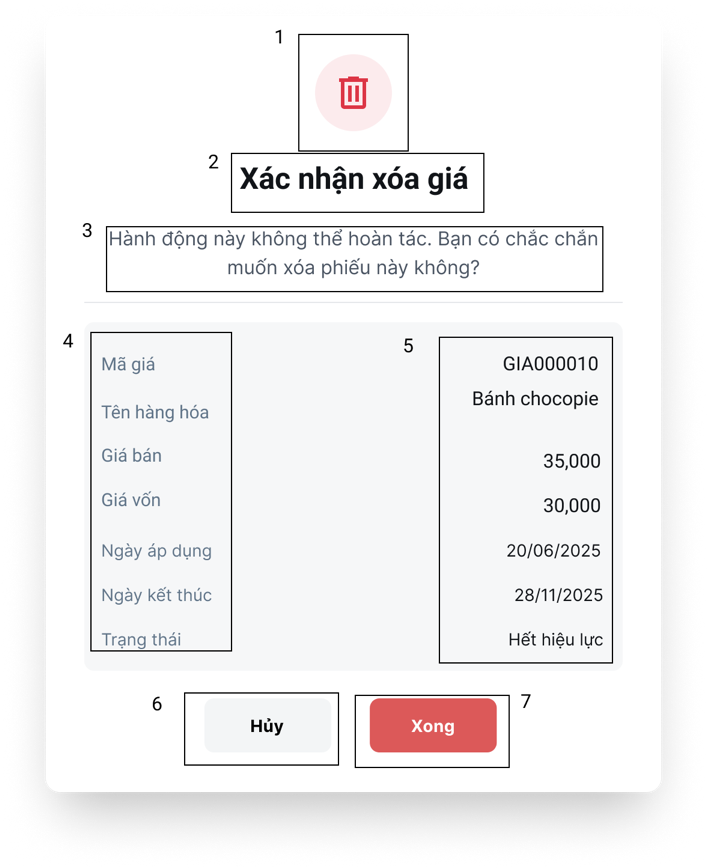 1
2
Xác nhận xóa giá
3
Hành động này không thể hoàn tác. Bạn có chắc chắn
muốn xóa phiếu này không?
4
5
Mã giá GIA000010
Tên hàng hóa Bánh chocopie
Giá bán 35,000
Giá vốn 30,000
Ngày áp dụng 20/06/2025
Ngày kết thúc 28/11/2025
Trạng thái Hết hiệu lực
6
Hủy
Xong
7